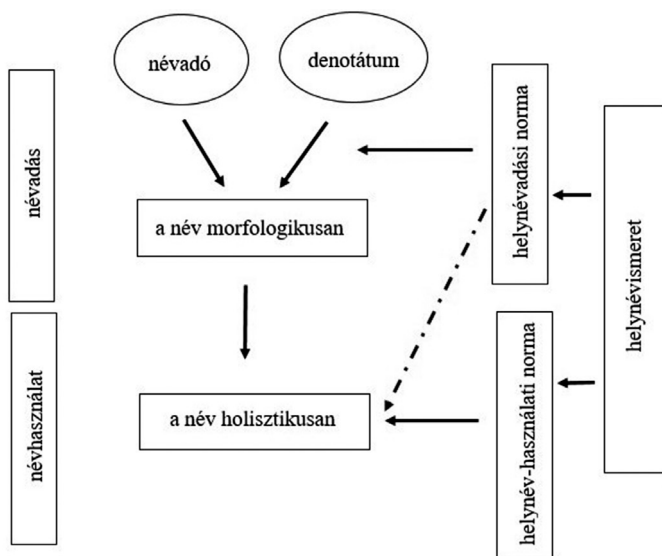 névadó
denotátum
névadás
helynévadási norma
a név morfologikusan
helynévismeret
névhasználat
a név holisztikusan
helynév-használati norma